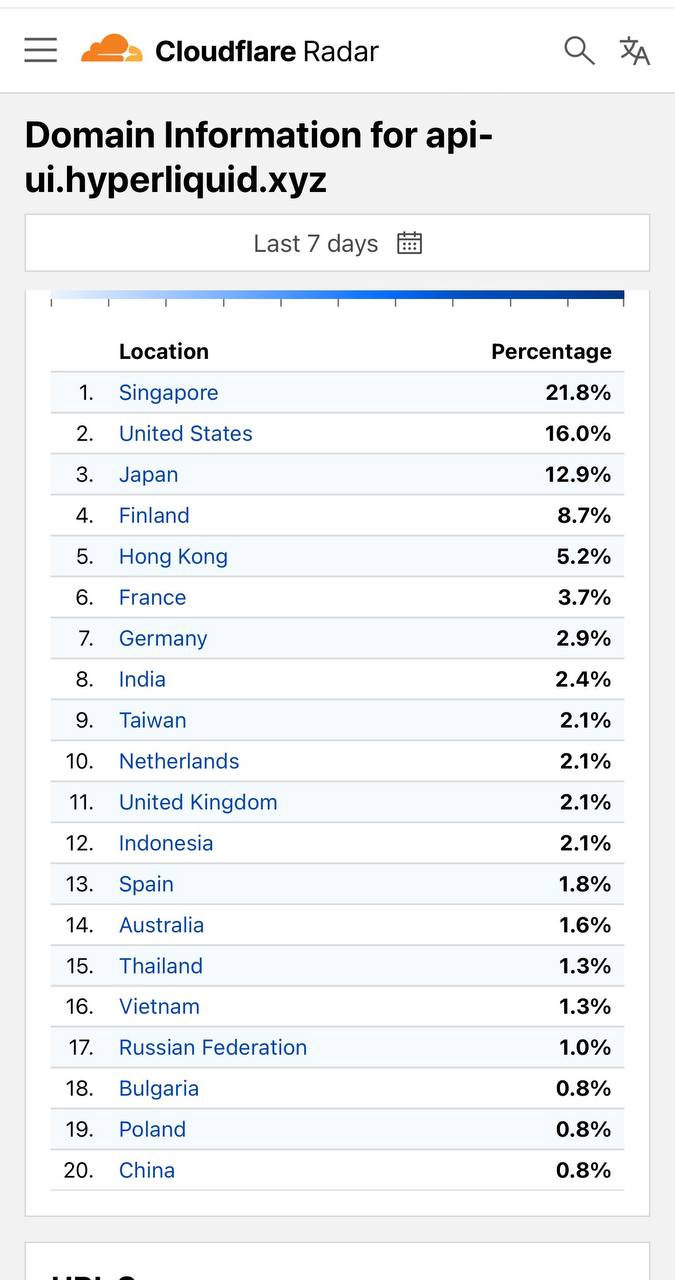 Cloudflare Radar
Domain Information for api-
ui.hyperliquid.xyz
Last 7 days
Location Percentage
1. Singapore 21.8%
2. United States 16.0%
3. Japan 12.9%
4. Finland 8.7%
5. Hong Kong 5.2%
6. France 3.7%
7. Germany 2.9%
8. India 2.4%
9. Taiwan 2.1%
10. Netherlands 2.1%
11. United Kingdom 2.1%
12. Indonesia 2.1%
13. Spain 1.8%
14. Australia 1.6%
15. Thailand 1.3%
16. Vietnam 1.3%
17. Russian Federation 1.0%
18. Bulgaria 0.8%
19. Poland 0.8%
20. China 0.8%